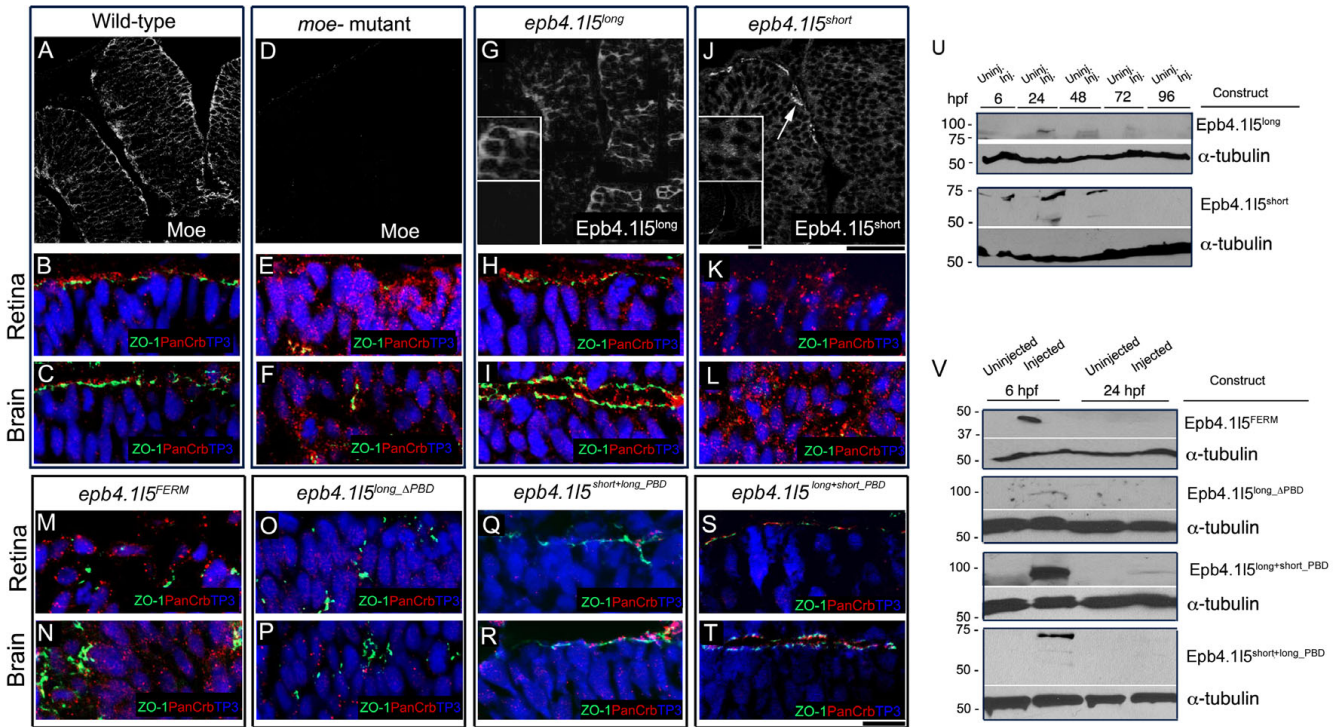 Wild-type
moe- mutant
epb4.1l5long
epb4.1l5short
A
Moe
D
Moe
G
Epb4.1l5long
J
Epb4.1l5short
Retina
B
ZO-1PanCrbTP3
E
ZO-1PanCrbTP3
H
ZO-1PanCrbTP3
K
ZO-1PanCrbTP3
Brain
C
ZO-1PanCrbTP3
F
ZO-1PanCrbTP3
I
ZO-1PanCrbTP3
L
ZO-1PanCrbTP3
epb4.1l5FERM
epb4.1l5long_ΔPBD
epb4.1l5short+long_PBD
epb4.1l5long+short_PBD
Retina
M
ZO-1PanCrbTP3
O
ZO-1PanCrbTP3
Q
ZO-1PanCrbTP3
S
ZO-1PanCrbTP3
Brain
N
ZO-1PanCrbTP3
P
ZO-1PanCrbTP3
R
ZO-1PanCrbTP3
T
ZO-1PanCrbTP3
U
Uninj. Inj. Uninj. Inj. Uninj. Inj. Uninj. Inj. Uninj. Inj.
hpf 6 24 48 72 96 Construct
100 -
75 -
Epb4.1l5long
50 -
α-tubulin
75 -
Epb4.1l5short
50 -
α-tubulin
50 -
V
Uninjected Injected Uninjected Injected
6 hpf 24 hpf Construct
50 -
Epb4.1l5FERM
37 -
50 -
α-tubulin
100 -
Epb4.1l5long_ΔPBD
50 -
α-tubulin
100 -
Epb4.1l5long+short_PBD
50 -
α-tubulin
75 -
Epb4.1l5short+long_PBD
50 -
50 -
α-tubulin